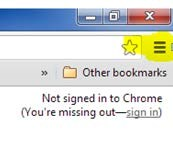 » Other bookmarks
Not signed in to Chrome
(You're missing out—sign in)